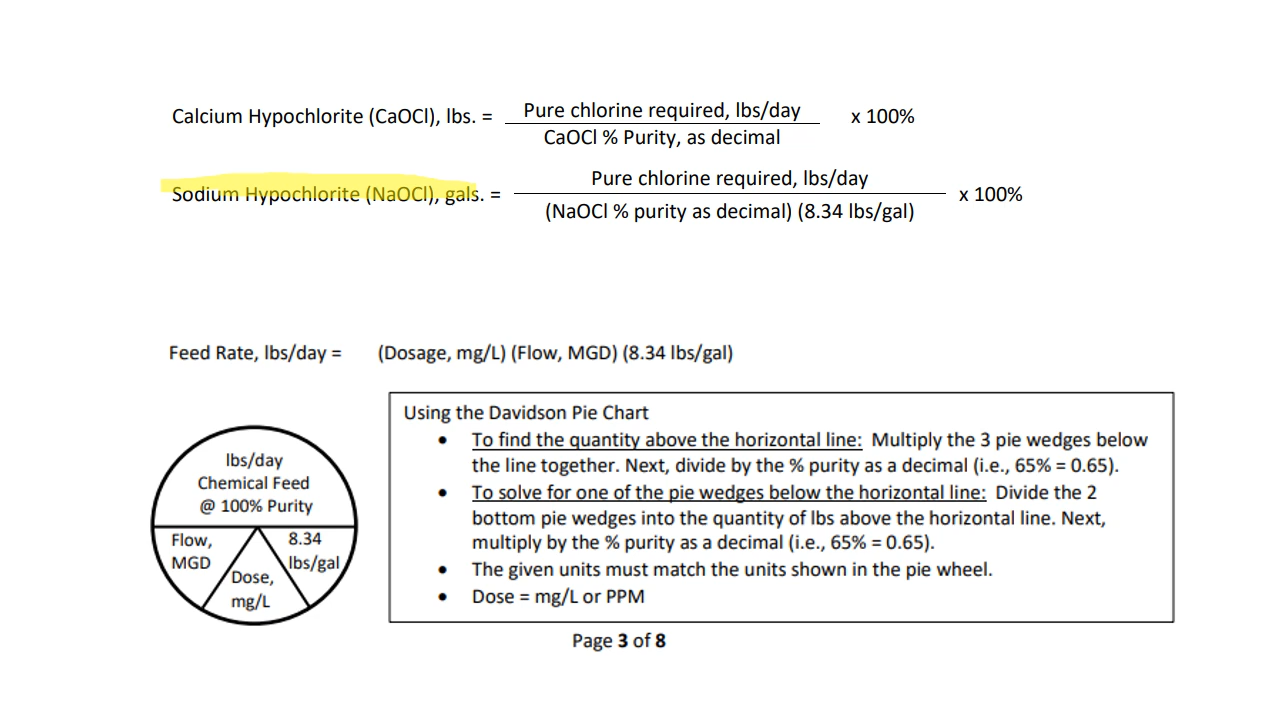 Calcium Hypochlorite (CaOCl), lbs. = Pure chlorine required, lbs/day x 100%
CaOCl % Purity, as decimal
Sodium Hypochlorite (NaOCl), gals. = Pure chlorine required, lbs/day x 100%
(NaOCl % purity as decimal) (8.34 lbs/gal)
Feed Rate, lbs/day = (Dosage, mg/L) (Flow, MGD) (8.34 lbs/gal)
lbs/day
Chemical Feed
@ 100% Purity
Flow,
MGD
Dose,
mg/L
8.34
lbs/gal
Using the Davidson Pie Chart
• To find the quantity above the horizontal line: Multiply the 3 pie wedges below
the line together. Next, divide by the % purity as a decimal (i.e., 65% = 0.65).
• To solve for one of the pie wedges below the horizontal line: Divide the 2
bottom pie wedges into the quantity of lbs above the horizontal line. Next,
multiply by the % purity as a decimal (i.e., 65% = 0.65).
• The given units must match the units shown in the pie wheel.
• Dose = mg/L or PPM
Page 3 of 8